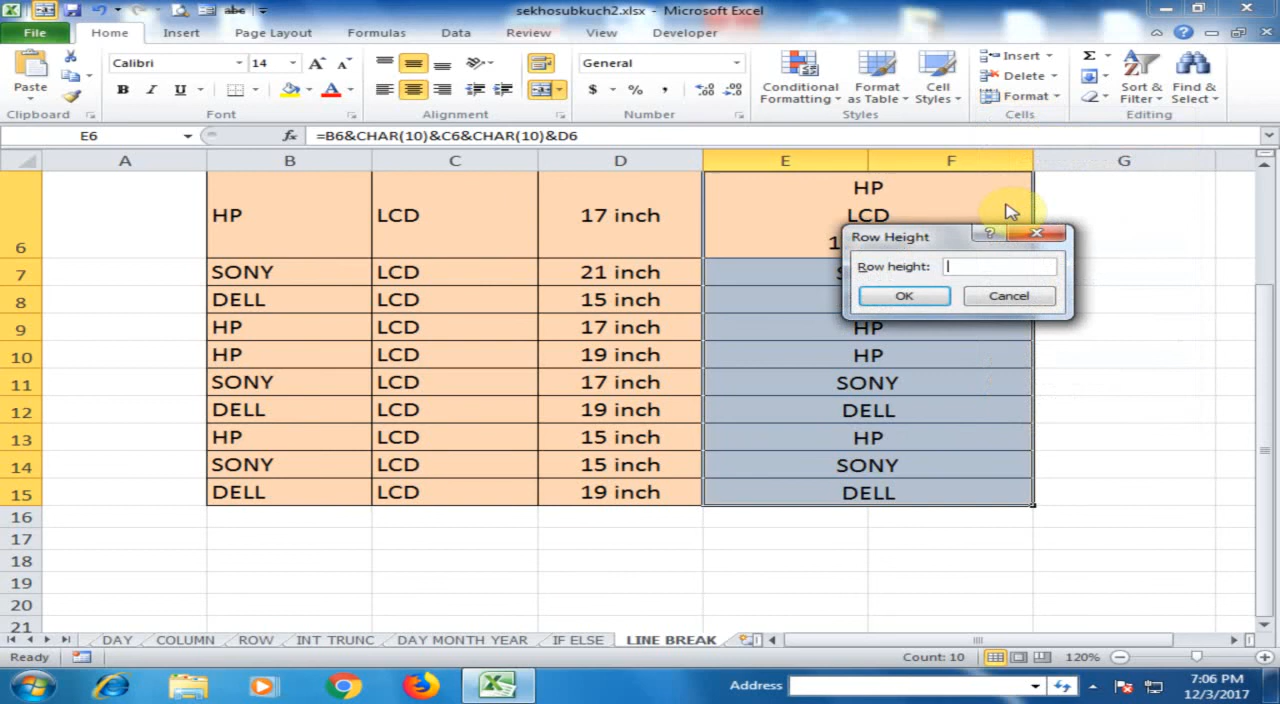 sekhosubkuch2.xlsx - Microsoft Excel
File Home Insert Page Layout Formulas Data Review View Developer
Paste
Calibri 14
B I U
General
$ % ,
Conditional Formatting
Format as Table
Cell Styles
Insert
Delete
Format
Sort & Filter
Find & Select
Clipboard Font Alignment Number Styles Cells Editing
E6 fx =B6&CHAR(10)&C6&CHAR(10)&D6
A B C D E F G
6 HP LCD 17 inch HP
LCD
Row Height
Row height:
OK Cancel
7 SONY LCD 21 inch
8 DELL LCD 15 inch
9 HP LCD 17 inch HP
10 HP LCD 19 inch HP
11 SONY LCD 17 inch SONY
12 DELL LCD 19 inch DELL
13 HP LCD 15 inch HP
14 SONY LCD 15 inch SONY
15 DELL LCD 19 inch DELL
16
17
18
19
20
21
DAY COLUMN ROW INT TRUNC DAY MONTH YEAR IF ELSE LINE BREAK
Ready Count: 10 120%
Address 7:06 PM
12/3/2017